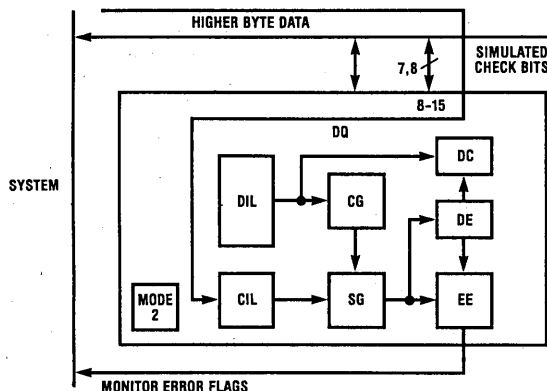 HIGHER BYTE DATA
SIMULATED
CHECK BITS
7,8
8-15
DQ
SYSTEM
DIL
CG
DC
DE
CIL
SG
EE
MODE
2
MONITOR ERROR FLAGS